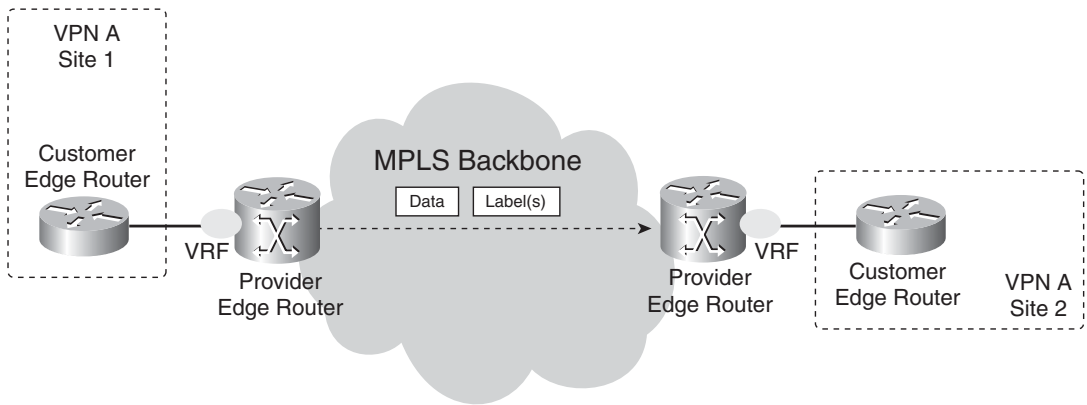 VPN A
Site 1
Customer
Edge Router
VRF
Provider
Edge Router
MPLS Backbone
Data
Label(s)
Provider
Edge Router
VRF
Customer
Edge Router
VPN A
Site 2